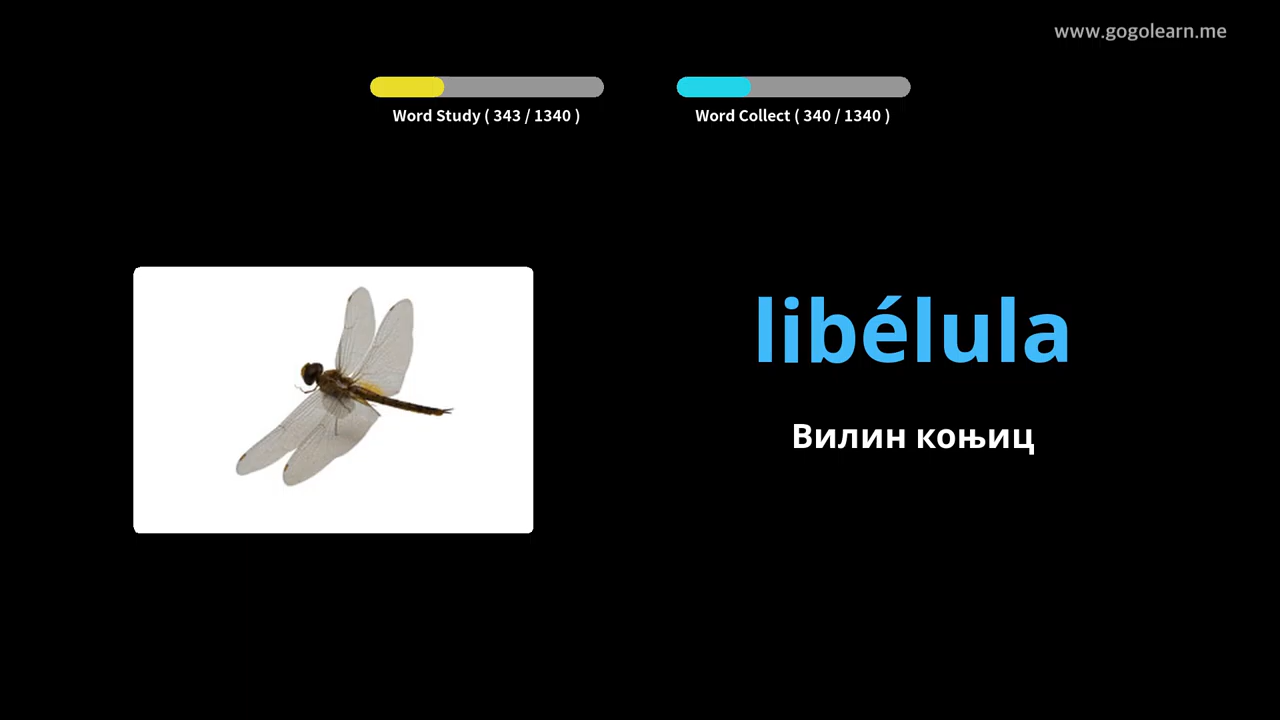 www.gogolearn.me
Word Study ( 343 / 1340 )
Word Collect ( 340 / 1340 )
libélula
Вилин коњиц